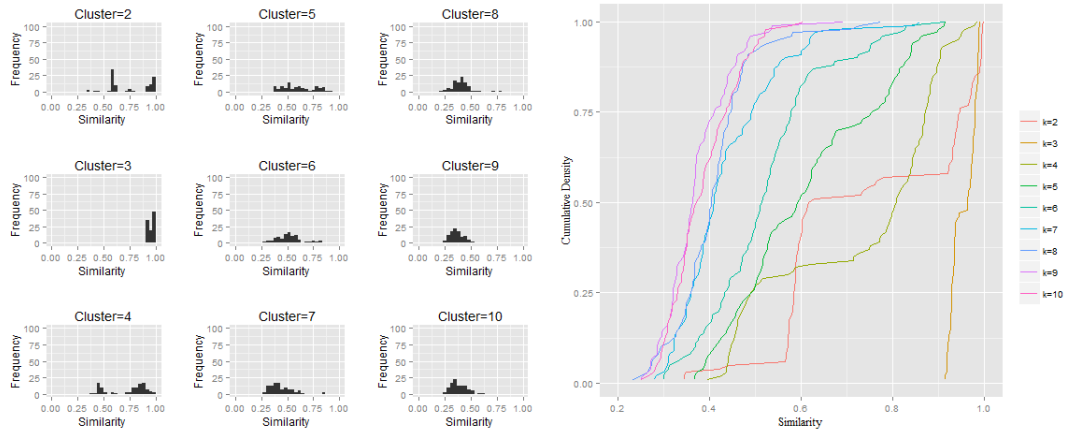 Cluster=2
100
75
50
25
0
Frequency
0.00 0.25 0.50 0.75 1.00
Similarity
Cluster=5
100
75
50
25
0
Frequency
0.00 0.25 0.50 0.75 1.00
Similarity
Cluster=8
100
75
50
25
0
Frequency
0.00 0.25 0.50 0.75 1.00
Similarity
Cluster=3
100
75
50
25
0
Frequency
0.00 0.25 0.50 0.75 1.00
Similarity
Cluster=6
100
75
50
25
0
Frequency
0.00 0.25 0.50 0.75 1.00
Similarity
Cluster=9
100
75
50
25
0
Frequency
0.00 0.25 0.50 0.75 1.00
Similarity
Cluster=4
100
75
50
25
0
Frequency
0.00 0.25 0.50 0.75 1.00
Similarity
Cluster=7
100
75
50
25
0
Frequency
0.00 0.25 0.50 0.75 1.00
Similarity
Cluster=10
100
75
50
25
0
Frequency
0.00 0.25 0.50 0.75 1.00
Similarity
1.00
0.75
0.50
0.25
0.00
Cumulative Density
0.2 0.4 0.6 0.8 1.0
Similarity
k=2
k=3
k=4
k=5
k=6
k=7
k=8
k=9
k=10